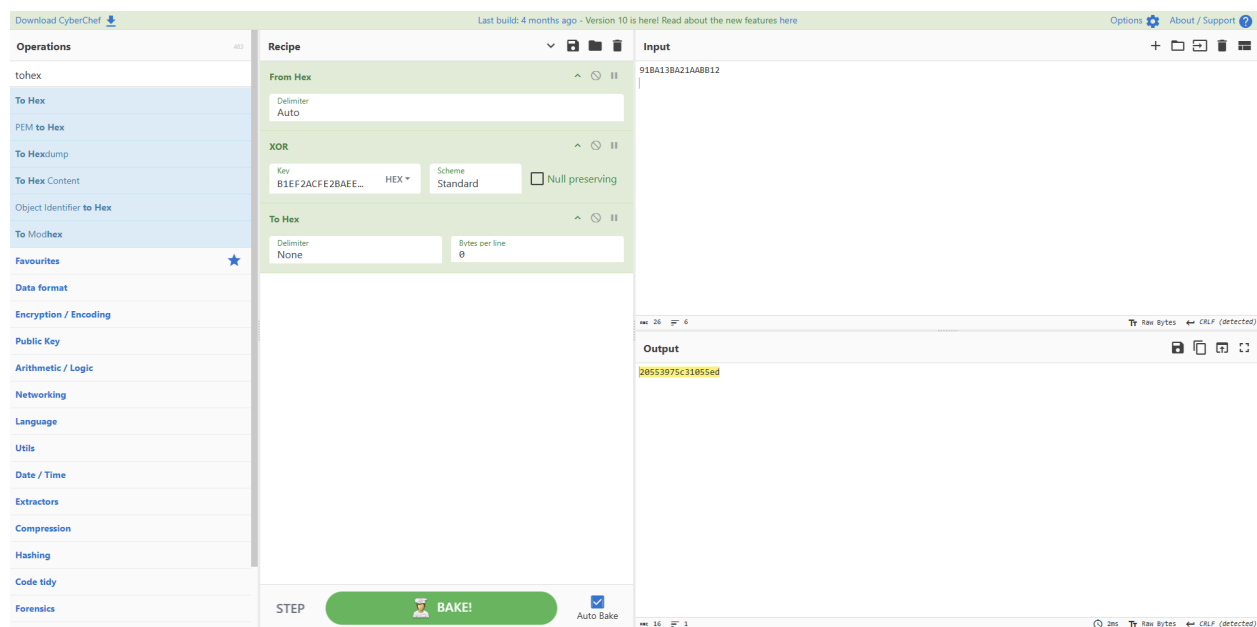 Download CyberChef
Last build: 4 months ago - Version 10 is here! Read about the new features here
Options
About / Support
Operations
463
tohex
To Hex
PEM to Hex
To Hexdump
To Hex Content
Object Identifier to Hex
To Modhex
Favourites
Data format
Encryption / Encoding
Public Key
Arithmetic / Logic
Networking
Language
Utils
Date / Time
Extractors
Compression
Hashing
Code tidy
Forensics
Recipe
From Hex
Delimiter
Auto
XOR
Key
B1EF2ACFE2BAEE…
HEX
Scheme
Standard
Null preserving
To Hex
Delimiter
None
Bytes per line
0
STEP
BAKE!
Auto Bake
Input
91BA13BA21AABB12
REC 26 6
Tr Raw Bytes CRLF (detected)
Output
20553975c31055ed
REC 16 1
2ms Tr Raw Bytes CRLF (detected)